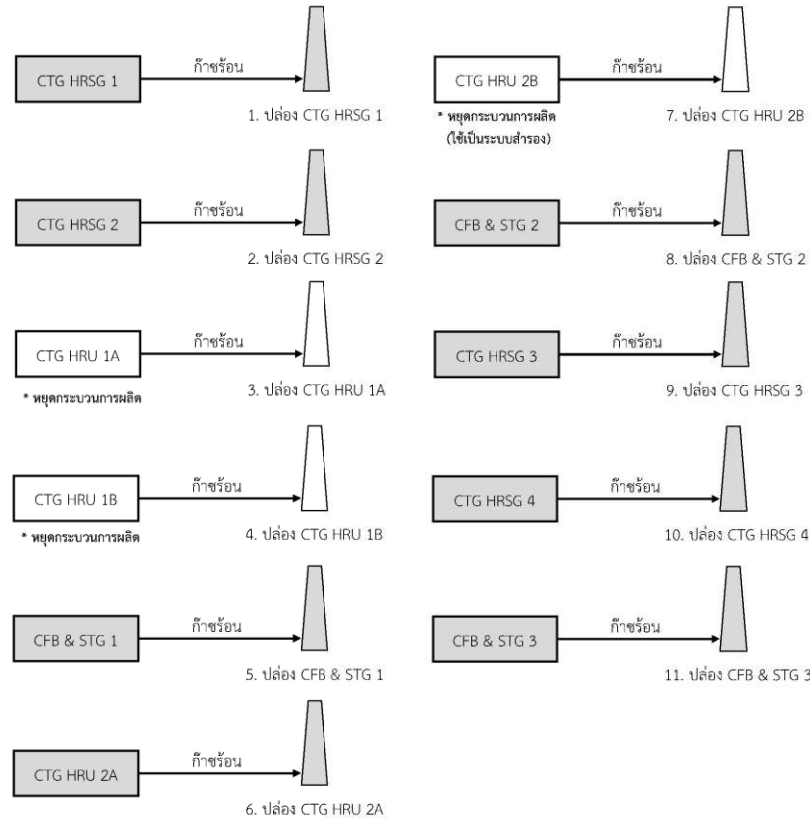 CTG HRSG 1
ก๊าซร้อน
1. ปล่อง CTG HRSG 1
CTG HRSG 2
ก๊าซร้อน
2. ปล่อง CTG HRSG 2
CTG HRU 1A
ก๊าซร้อน
* หยุดกระบวนการผลิต
3. ปล่อง CTG HRU 1A
CTG HRU 1B
ก๊าซร้อน
* หยุดกระบวนการผลิต
4. ปล่อง CTG HRU 1B
CFB & STG 1
ก๊าซร้อน
5. ปล่อง CFB & STG 1
CTG HRU 2A
ก๊าซร้อน
6. ปล่อง CTG HRU 2A
CTG HRU 2B
ก๊าซร้อน
* หยุดกระบวนการผลิต
(ใช้เป็นระบบสำรอง)
7. ปล่อง CTG HRU 2B
CFB & STG 2
ก๊าซร้อน
8. ปล่อง CFB & STG 2
CTG HRSG 3
ก๊าซร้อน
9. ปล่อง CTG HRSG 3
CTG HRSG 4
ก๊าซร้อน
10. ปล่อง CTG HRSG 4
CFB & STG 3
ก๊าซร้อน
11. ปล่อง CFB & STG 3